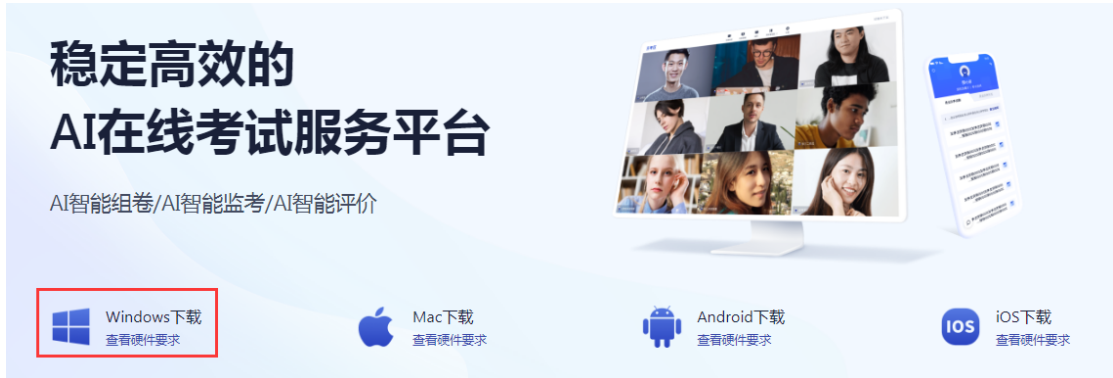 稳定高效的
AI在线考试服务平台
AI智能组卷/AI智能监考/AI智能评价
Windows下载
查看硬件要求
Mac下载
查看硬件要求
Android下载
查看硬件要求
IOS
iOS下载
查看硬件要求